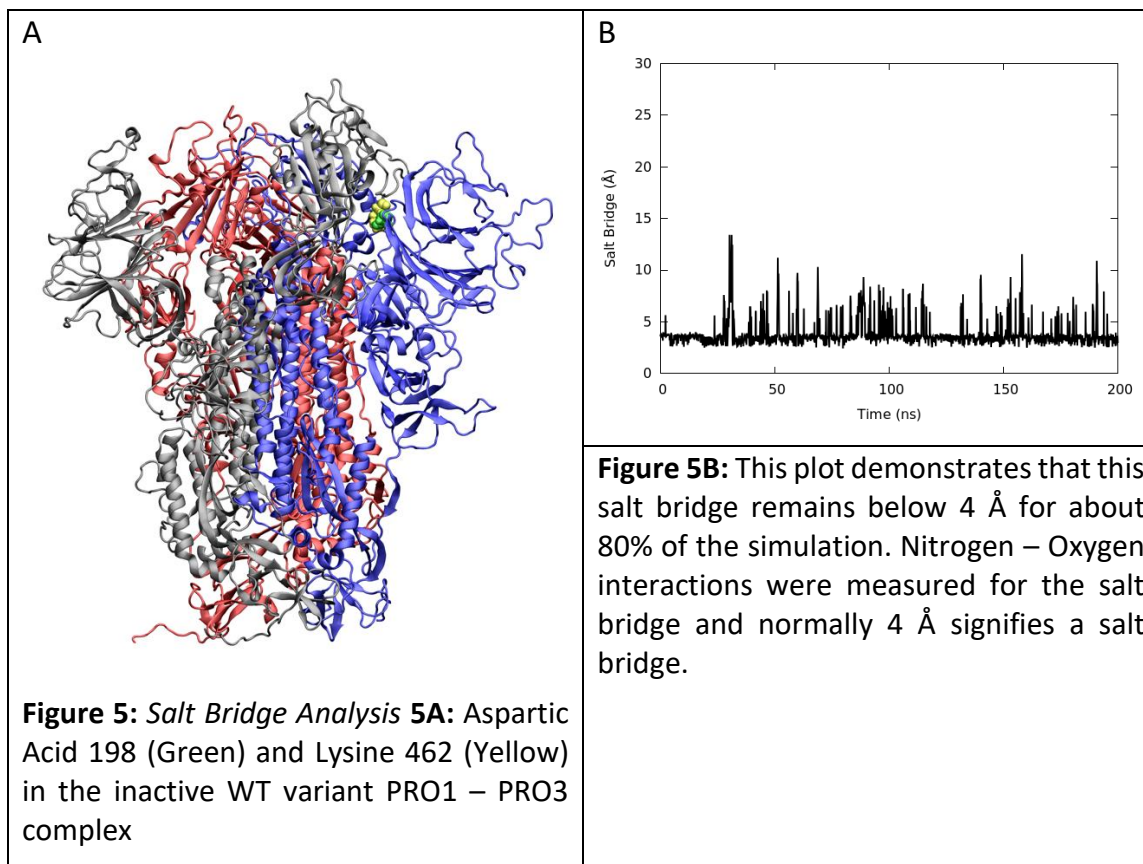 A
Figure 5: Salt Bridge Analysis 5A: Aspartic
Acid 198 (Green) and Lysine 462 (Yellow)
in the inactive WT variant PRO1 – PRO3
complex
B
30
25
20
15
10
5
0
Salt Bridge (Å)
0 50 100 150 200
Time (ns)
Figure 5B: This plot demonstrates that this
salt bridge remains below 4 Å for about
80% of the simulation. Nitrogen – Oxygen
interactions were measured for the salt
bridge and normally 4 Å signifies a salt
bridge.